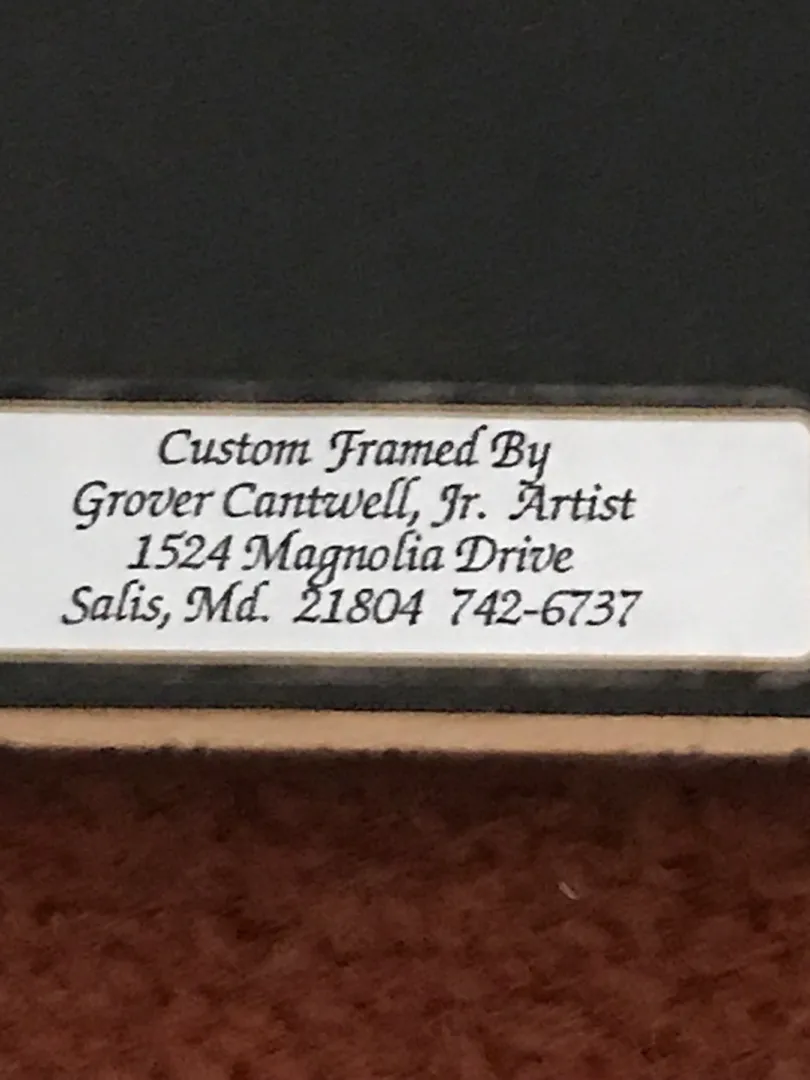 Custom Framed By
Grover Cantwell, Jr. Artist
1524 Magnolia Drive
Salis, Md. 21804 742-6737